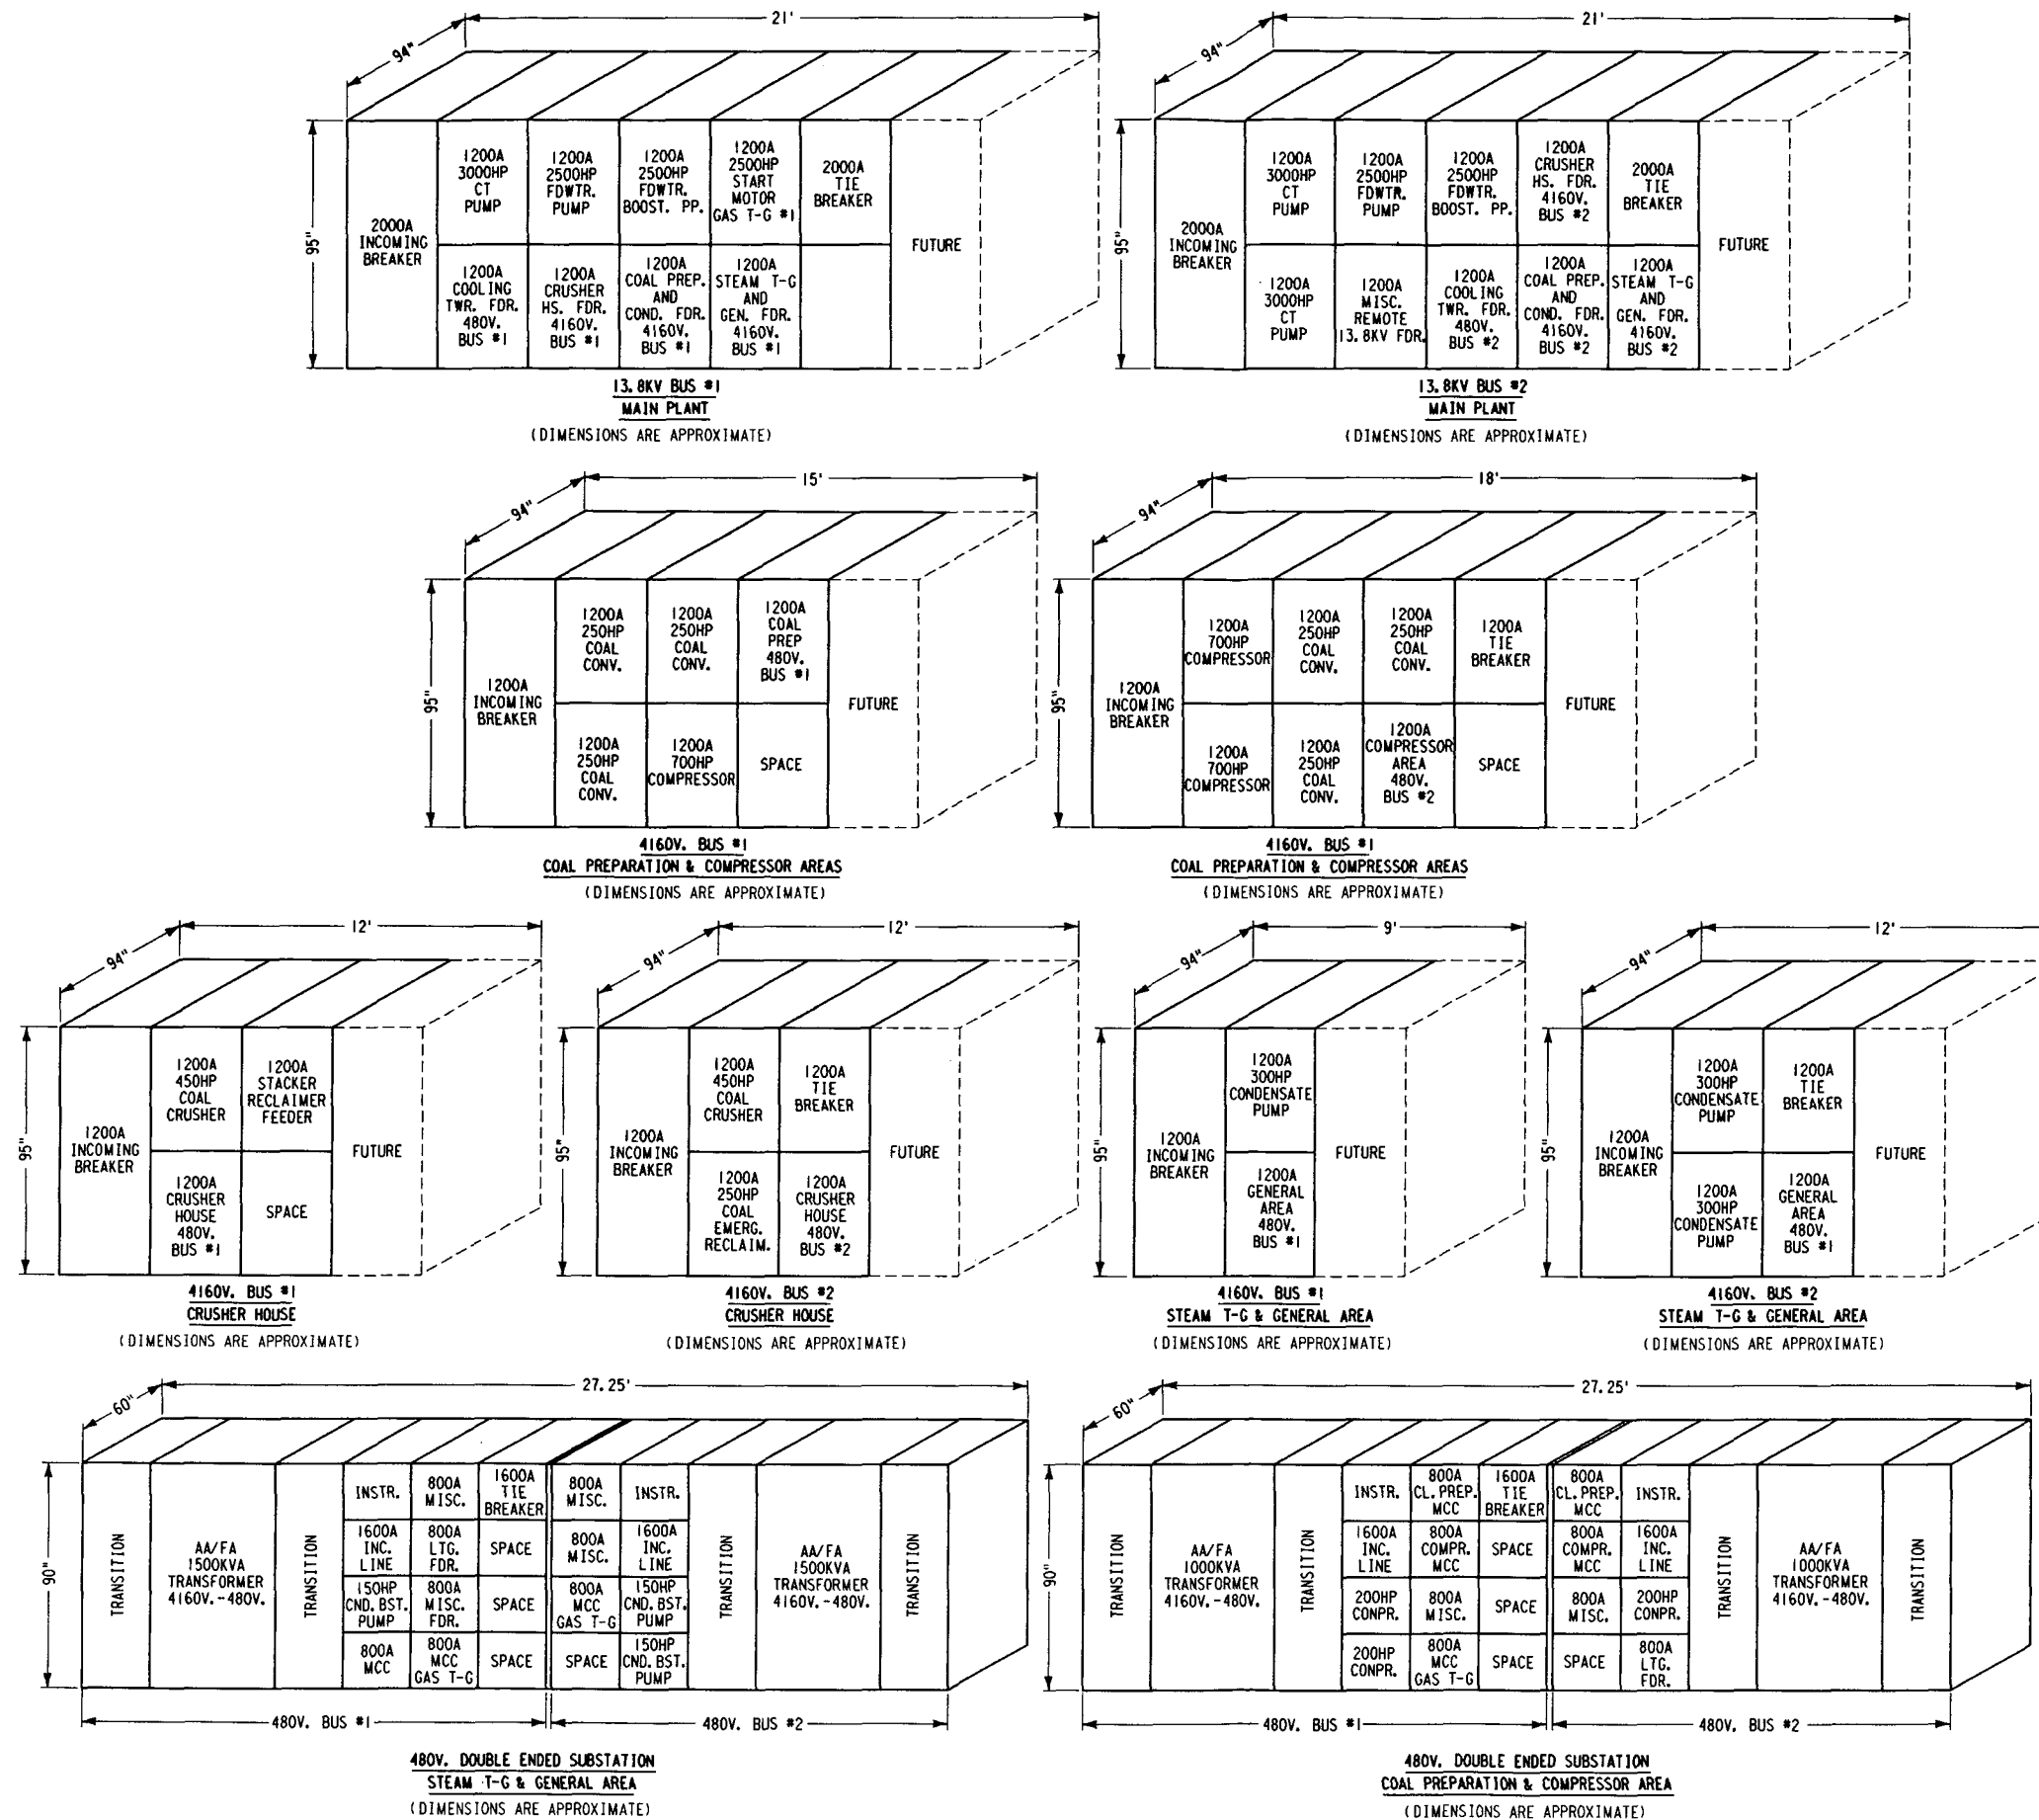 21'
94"
95"
2000A
INCOMING
BREAKER
1200A
3000HP
CT
PUMP
1200A
2500HP
FDWTR.
PUMP
1200A
2500HP
FDWTR.
BOOST. PP.
1200A
2500HP
START
MOTOR
GAS T-G #1
2000A
TIE
BREAKER
1200A
COOLING
TWR. FDR.
480V.
BUS #1
1200A
CRUSHER
HS. FDR.
4160V.
BUS #1
1200A
COAL PREP.
AND
COND. FDR.
4160V.
BUS #1
1200A
STEAM T-G
AND
GEN. FDR.
4160V.
BUS #1
FUTURE
13.8KV BUS #1
MAIN PLANT
(DIMENSIONS ARE APPROXIMATE)
21'
94"
95"
2000A
INCOMING
BREAKER
1200A
3000HP
CT
PUMP
1200A
2500HP
FDWTR.
PUMP
1200A
2500HP
FDWTR.
BOOST. PP.
1200A
CRUSHER
HS. FDR.
4160V.
BUS #2
2000A
TIE
BREAKER
1200A
3000HP
CT
PUMP
1200A
MISC.
REMOTE
13.8KV FDR.
1200A
COOLING
TWR. FDR.
480V.
BUS #2
1200A
COAL PREP.
AND
COND. FDR.
4160V.
BUS #2
1200A
STEAM T-G
AND
GEN. FDR.
4160V.
BUS #2
FUTURE
13.8KV BUS #2
MAIN PLANT
(DIMENSIONS ARE APPROXIMATE)
15'
94"
95"
1200A
INCOMING
BREAKER
1200A
250HP
COAL
CONV.
1200A
250HP
COAL
CONV.
1200A
COAL
PREP
480V.
BUS #1
1200A
250HP
COAL
CONV.
1200A
700HP
COMPRESSOR
SPACE
FUTURE
4160V. BUS #1
COAL PREPARATION & COMPRESSOR AREAS
(DIMENSIONS ARE APPROXIMATE)
18'
94"
95"
1200A
INCOMING
BREAKER
1200A
700HP
COMPRESSOR
1200A
250HP
COAL
CONV.
1200A
250HP
COAL
CONV.
1200A
TIE
BREAKER
1200A
700HP
COMPRESSOR
1200A
250HP
COAL
CONV.
1200A
COMPRESSOR
AREA
480V.
BUS #2
SPACE
FUTURE
4160V. BUS #1
COAL PREPARATION & COMPRESSOR AREAS
(DIMENSIONS ARE APPROXIMATE)
12'
94"
95"
1200A
INCOMING
BREAKER
1200A
450HP
COAL
CRUSHER
1200A
STACKER
RECLAIMER
FEEDER
1200A
CRUSHER
HOUSE
480V.
BUS #1
SPACE
FUTURE
4160V. BUS #1
CRUSHER HOUSE
(DIMENSIONS ARE APPROXIMATE)
12'
94"
95"
1200A
INCOMING
BREAKER
1200A
450HP
COAL
CRUSHER
1200A
TIE
BREAKER
1200A
250HP
COAL
EMERG.
RECLAIM.
1200A
CRUSHER
HOUSE
480V.
BUS #2
FUTURE
4160V. BUS #2
CRUSHER HOUSE
(DIMENSIONS ARE APPROXIMATE)
9'
94"
95"
1200A
INCOMING
BREAKER
1200A
300HP
CONDENSATE
PUMP
1200A
GENERAL
AREA
480V.
BUS #1
FUTURE
4160V. BUS #1
STEAM T-G & GENERAL AREA
(DIMENSIONS ARE APPROXIMATE)
12'
94"
95"
1200A
INCOMING
BREAKER
1200A
300HP
CONDENSATE
PUMP
1200A
TIE
BREAKER
1200A
300HP
CONDENSATE
PUMP
1200A
GENERAL
AREA
480V.
BUS #1
FUTURE
4160V. BUS #2
STEAM T-G & GENERAL AREA
(DIMENSIONS ARE APPROXIMATE)
27.25'
60"
90"
TRANSITION
AA/FA
1500KVA
TRANSFORMER
4160V.-480V.
TRANSITION
INSTR.
1600A
INC.
LINE
150HP
CND. BST.
PUMP
800A
MCC
800A
MISC.
800A
LTG.
FDR.
800A
MISC.
FDR.
800A
MCC
GAS T-G
1600A
TIE
BREAKER
SPACE
SPACE
SPACE
800A
MISC.
800A
MISC.
800A
MCC
GAS T-G
SPACE
INSTR.
1600A
INC.
LINE
150HP
CND. BST.
PUMP
150HP
CND. BST.
PUMP
TRANSITION
AA/FA
1500KVA
TRANSFORMER
4160V.-480V.
TRANSITION
480V. BUS #1
480V. BUS #2
480V. DOUBLE ENDED SUBSTATION
STEAM T-G & GENERAL AREA
(DIMENSIONS ARE APPROXIMATE)
27.25'
60"
90"
TRANSITION
AA/FA
1000KVA
TRANSFORMER
4160V.-480V.
TRANSITION
INSTR.
1600A
INC.
LINE
200HP
CONPR.
200HP
CONPR.
800A
CL. PREP.
MCC
800A
COMPR.
MCC
800A
MISC.
800A
MCC
GAS T-G
1600A
TIE
BREAKER
SPACE
SPACE
SPACE
800A
CL. PREP.
MCC
800A
COMPR.
MCC
800A
MISC.
SPACE
INSTR.
1600A
INC.
LINE
200HP
CONPR.
800A
LTG.
FDR.
TRANSITION
AA/FA
1000KVA
TRANSFORMER
4160V.-480V.
TRANSITION
480V. BUS #1
480V. BUS #2
480V. DOUBLE ENDED SUBSTATION
COAL PREPARATION & COMPRESSOR AREA
(DIMENSIONS ARE APPROXIMATE)